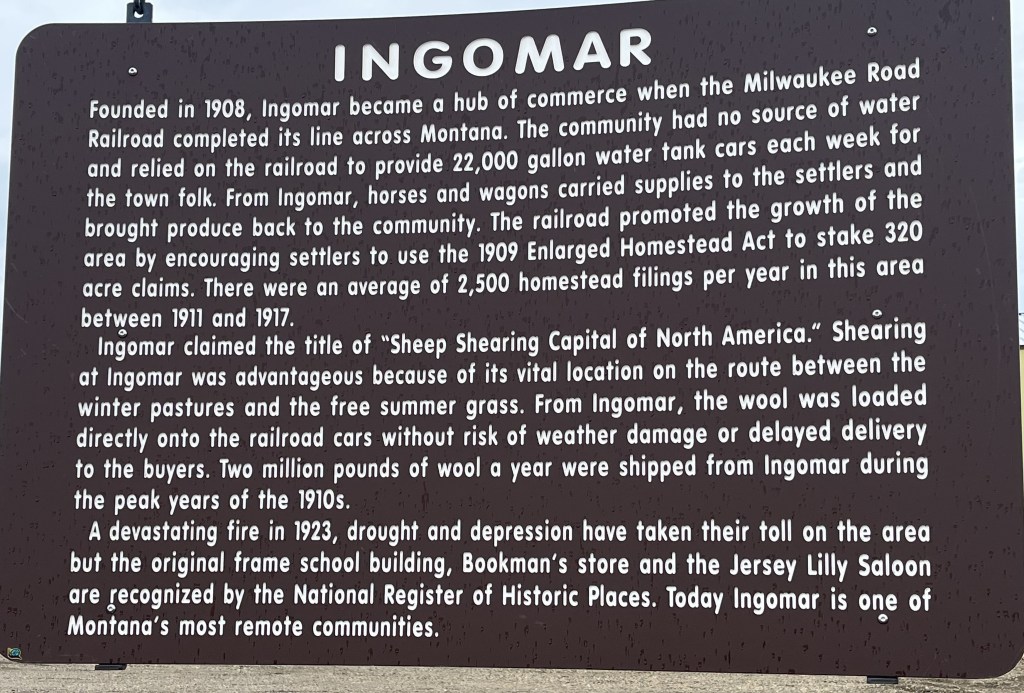 INGOMAR
Founded in 1908, Ingomar became a hub of commerce when the Milwaukee Road
Railroad completed its line across Montana. The community had no source of water
and relied on the railroad to provide 22,000 gallon water tank cars each week for
the town folk. From Ingomar, horses and wagons carried supplies to the settlers and
brought produce back to the community. The railroad promoted the growth of the
area by encouraging settlers to use the 1909 Enlarged Homestead Act to stake 320
acre claims. There were an average of 2,500 homestead filings per year in this area
between 1911 and 1917.
Ingomar claimed the title of "Sheep Shearing Capital of North America." Shearing
at Ingomar was advantageous because of its vital location on the route between the
winter pastures and the free summer grass. From Ingomar, the wool was loaded
directly onto the railroad cars without risk of weather damage or delayed delivery
to the buyers. Two million pounds of wool a year were shipped from Ingomar during
the peak years of the 1910s.
A devastating fire in 1923, drought and depression have taken their toll on the area
but the original frame school building, Bookman's store and the Jersey Lilly Saloon
are recognized by the National Register of Historic Places. Today Ingomar is one of
Montana's most remote communities.